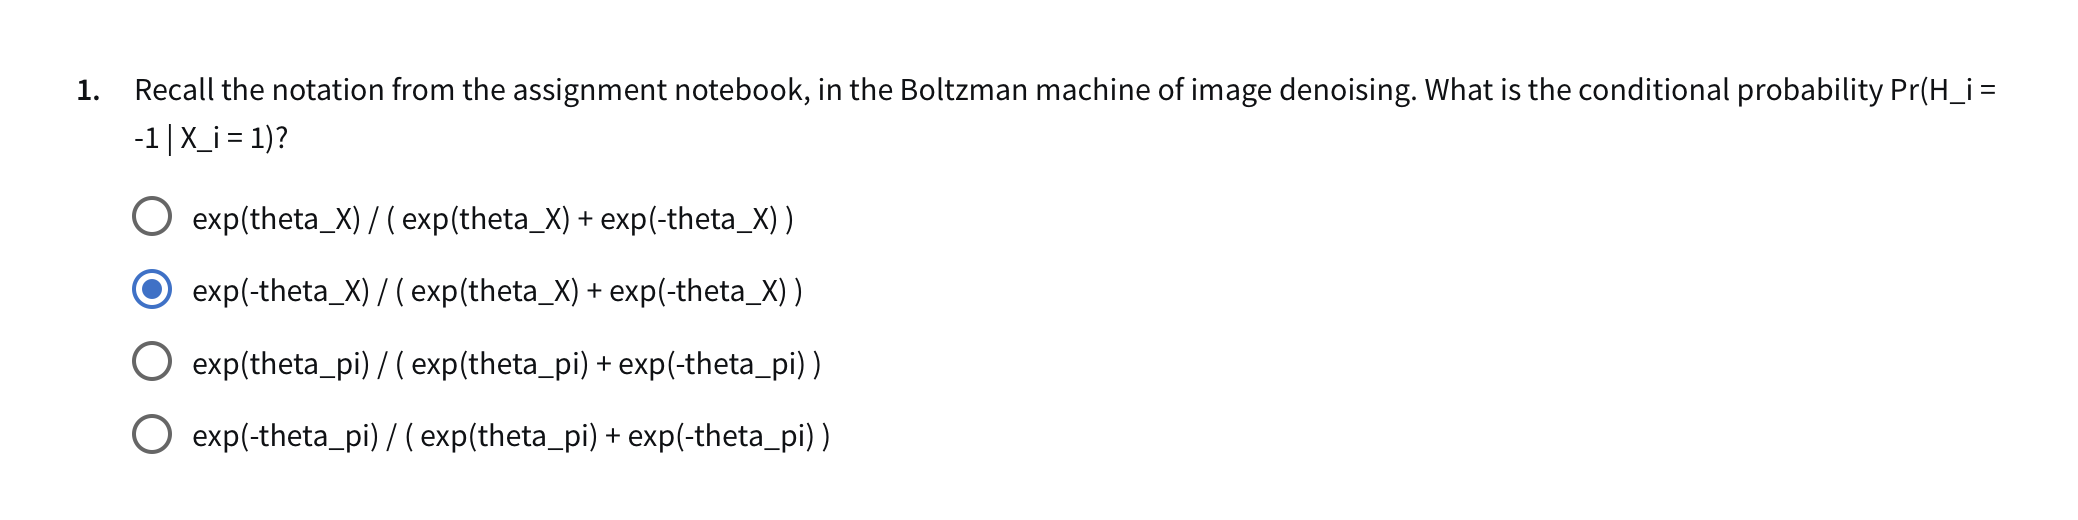 1. Recall the notation from the assignment notebook, in the Boltzman machine of image denoising. What is the conditional probability Pr(H_i =
-1 | X_i = 1)?
exp(theta_X) / ( exp(theta_X) + exp(-theta_X) )
exp(-theta_X) / ( exp(theta_X) + exp(-theta_X) )
exp(theta_pi) / ( exp(theta_pi) + exp(-theta_pi) )
exp(-theta_pi) / ( exp(theta_pi) + exp(-theta_pi) )